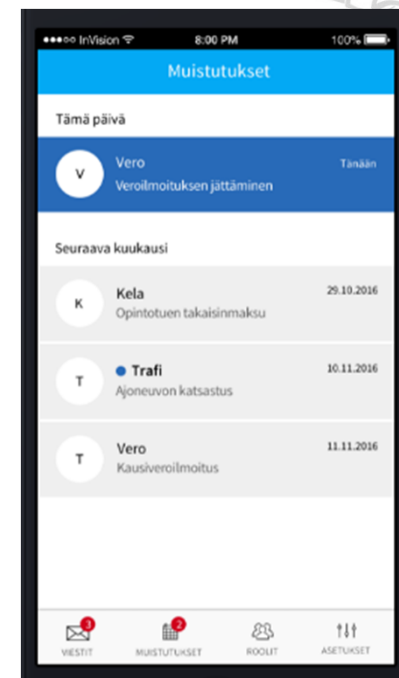 InVision 8:00 PM 100%
Muistutukset
Tämä päivä
V Vero Tänään
Veroilmoituksen jättäminen
Seuraava kuukausi
K Kela 29.10.2016
Opintotuen takaisinmaksu
T Trafi 10.11.2016
Ajoneuvon katsastus
T Vero 11.11.2016
Kausiveroilmoitus
3 2
VIESTIT MUISTUTUKSET ROOLIT ASETUKSET